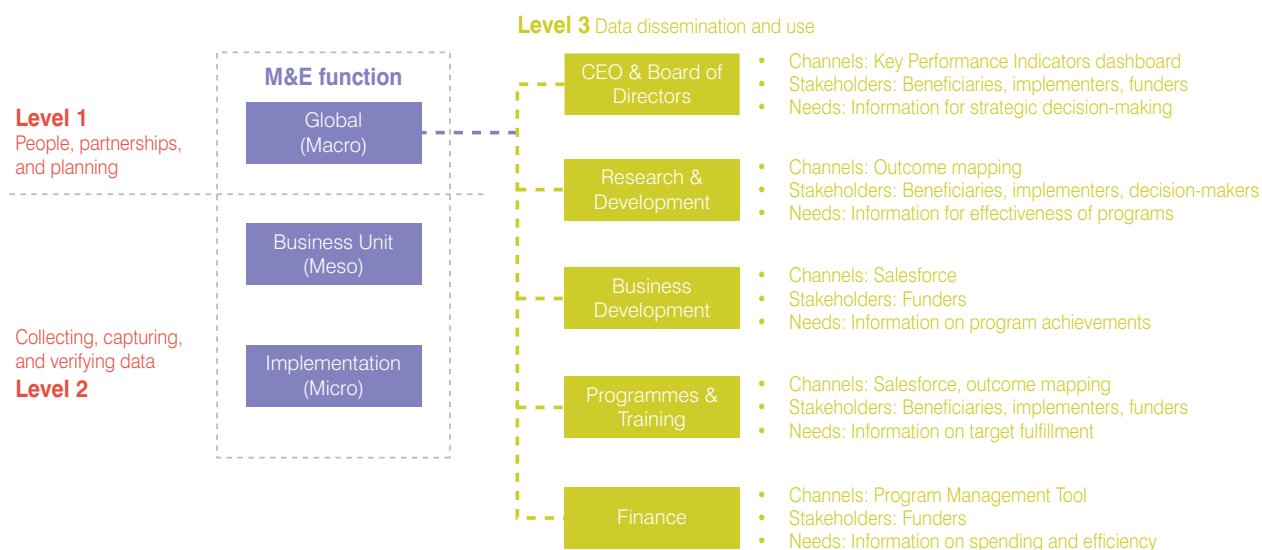 Level 3 Data dissemination and use
M&E function
Level 1
People, partnerships,
and planning
Global
(Macro)
Business Unit
(Meso)
Collecting, capturing,
and verifying data
Level 2
Implementation
(Micro)
CEO & Board of
Directors
• Channels: Key Performance Indicators dashboard
• Stakeholders: Beneficiaries, implementers, funders
• Needs: Information for strategic decision-making
Research &
Development
• Channels: Outcome mapping
• Stakeholders: Beneficiaries, implementers, decision-makers
• Needs: Information for effectiveness of programs
Business
Development
• Channels: Salesforce
• Stakeholders: Funders
• Needs: Information on program achievements
Programmes &
Training
• Channels: Salesforce, outcome mapping
• Stakeholders: Beneficiaries, implementers, funders
• Needs: Information on target fulfillment
Finance
• Channels: Program Management Tool
• Stakeholders: Funders
• Needs: Information on spending and efficiency